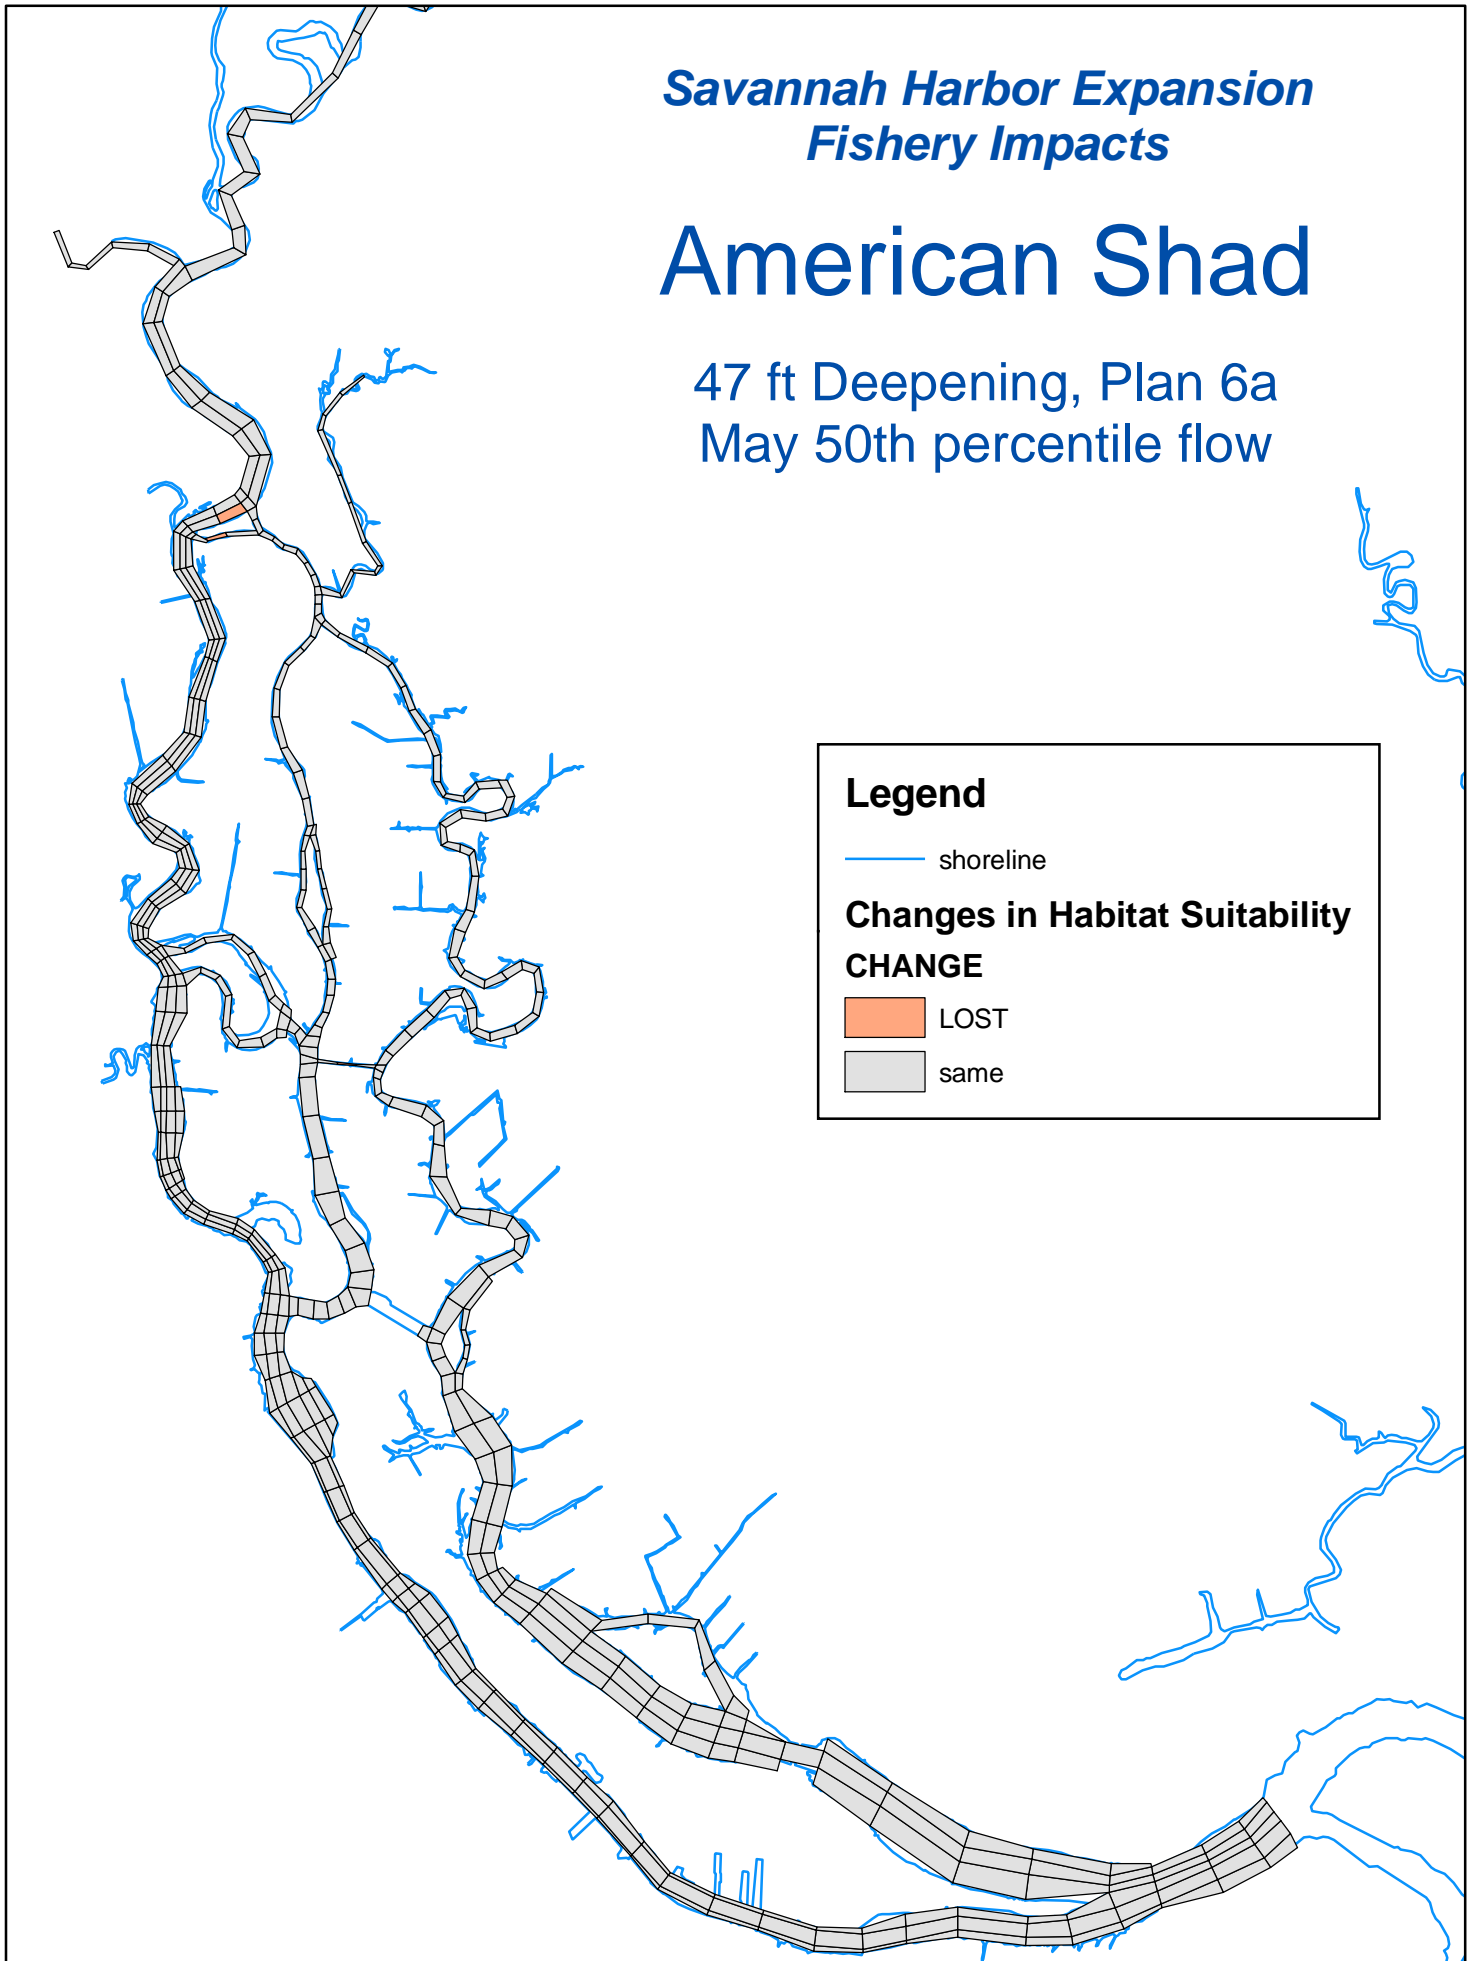 Savannah Harbor Expansion
Fishery Impacts
American Shad
47 ft Deepening, Plan 6a
May 50th percentile flow
Legend
shoreline
Changes in Habitat Suitability
CHANGE
LOST
same